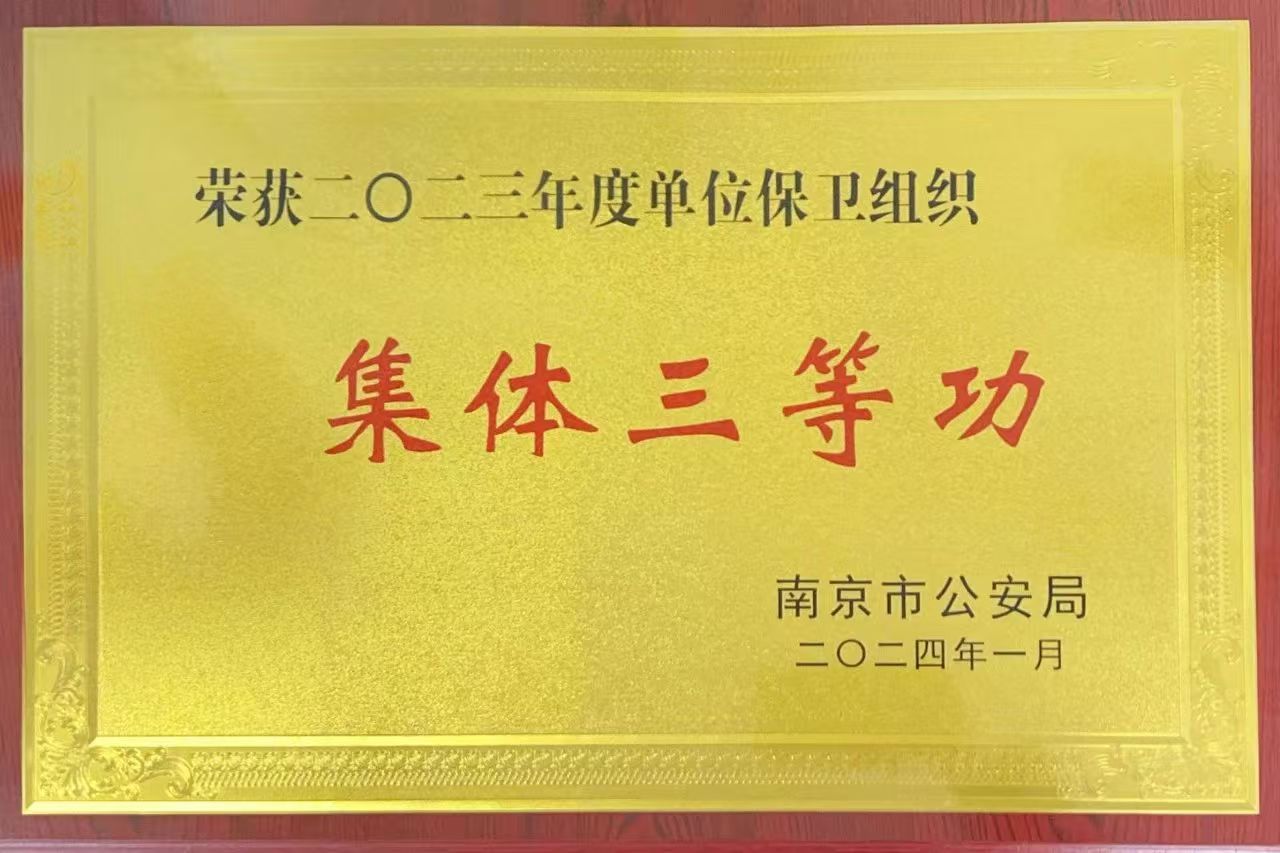 荣获二〇二三年度单位保卫组织
集体三等功
南京市公安局
二〇二四年一月